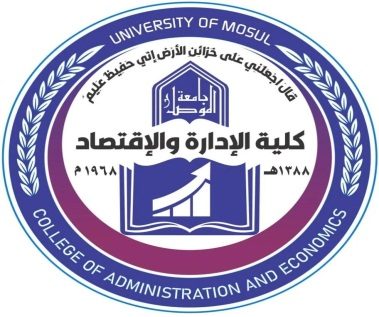 UNIVERSITY OF MOSUL
قال اجعلني على خزائن الأرض إني حفيظ عليم
جامعة
الموصل
كلية الإدارة والإقتصاد
١٣٨٨هـ ١٩٦٨م
COLLEGE OF ADMINISTRATION AND ECONOMICS